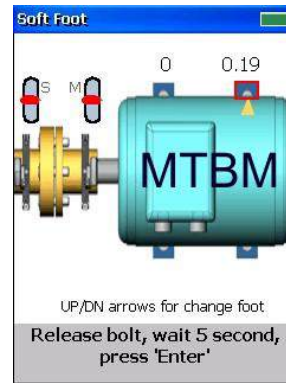 Soft Foot
0 0.19
S M
MTBM
UP/DN arrows for change foot
Release bolt, wait 5 second,
press 'Enter'